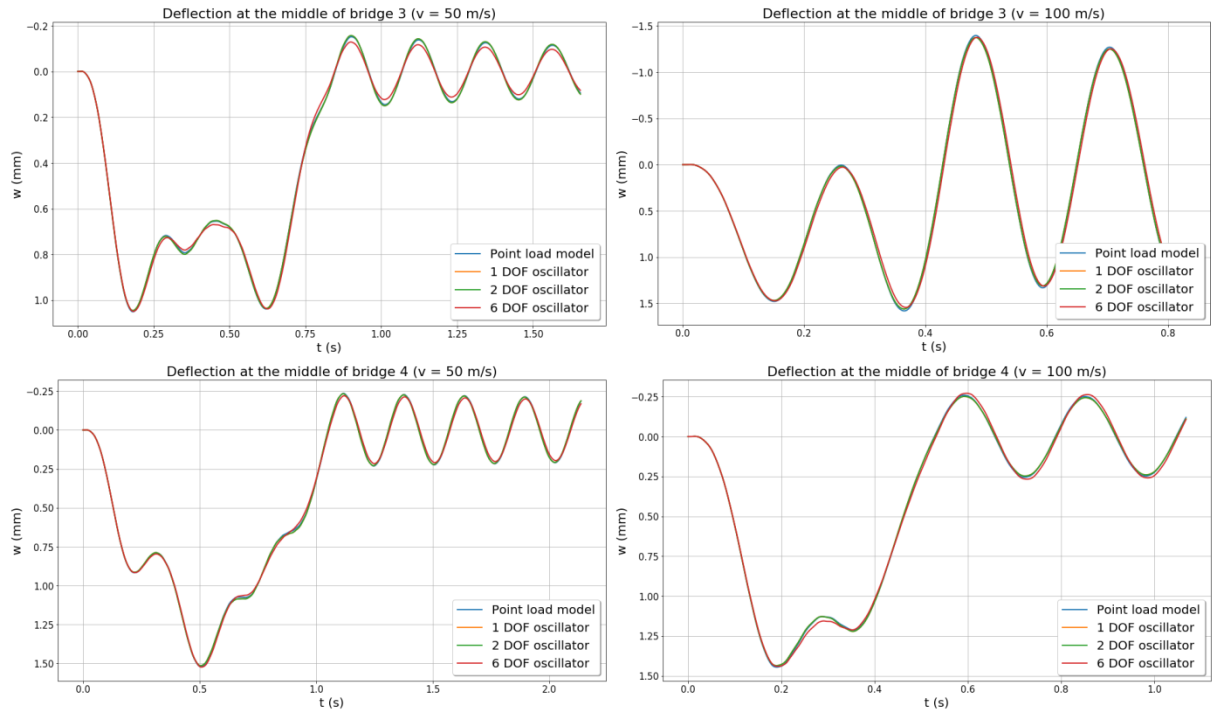 Deflection at the middle of bridge 3 (v = 50 m/s)
−0.2
0.0
0.2
0.4
0.6
0.8
1.0
w (mm)
0.00
0.25
0.50
0.75
1.00
1.25
1.50
t (s)
Point load model
1 DOF oscillator
2 DOF oscillator
6 DOF oscillator
Deflection at the middle of bridge 3 (v = 100 m/s)
−1.5
−1.0
−0.5
0.0
0.5
1.0
1.5
w (mm)
0.0
0.2
0.4
0.6
0.8
t (s)
Point load model
1 DOF oscillator
2 DOF oscillator
6 DOF oscillator
Deflection at the middle of bridge 4 (v = 50 m/s)
−0.25
0.00
0.25
0.50
0.75
1.00
1.25
1.50
w (mm)
0.0
0.5
1.0
1.5
2.0
t (s)
Point load model
1 DOF oscillator
2 DOF oscillator
6 DOF oscillator
Deflection at the middle of bridge 4 (v = 100 m/s)
−0.25
0.00
0.25
0.50
0.75
1.00
1.25
1.50
w (mm)
0.0
0.2
0.4
0.6
0.8
1.0
t (s)
Point load model
1 DOF oscillator
2 DOF oscillator
6 DOF oscillator